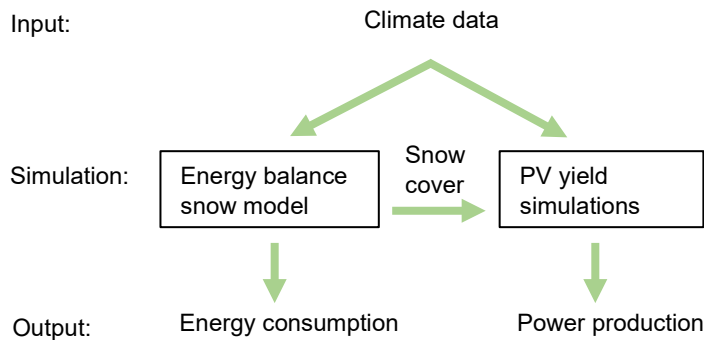 Input:
Climate data
Simulation:
Energy balance
snow model
Snow
cover
PV yield
simulations
Output:
Energy consumption
Power production